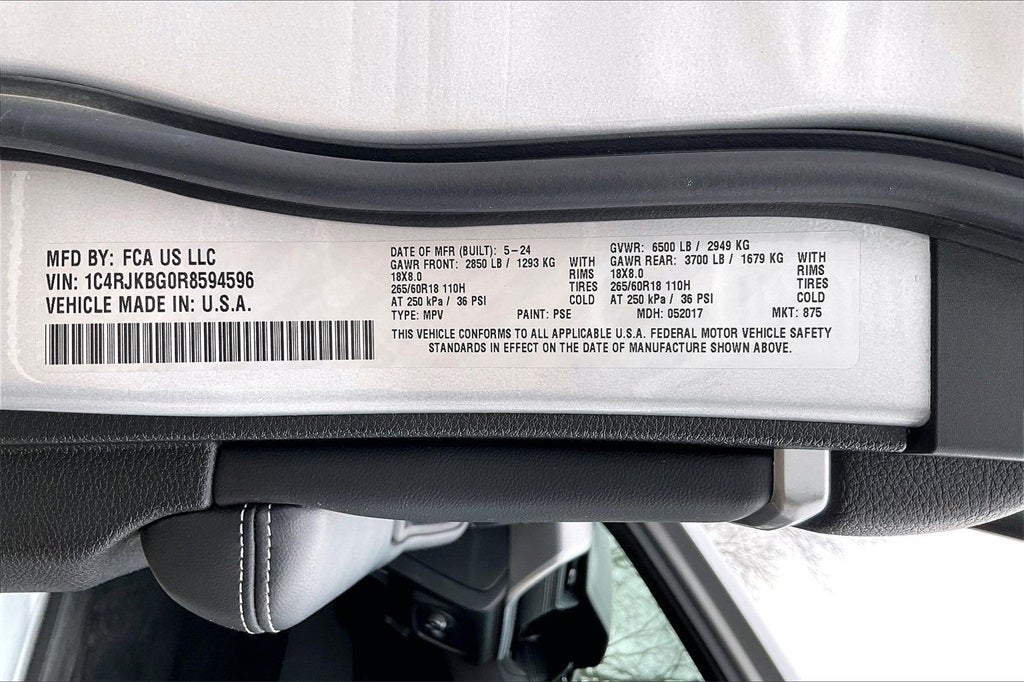 MFD BY: FCA US LLC
VIN: 1C4RJKBG0R8594596
VEHICLE MADE IN: U.S.A.
DATE OF MFR (BUILT): 5-24
GAWR FRONT: 2850 LB / 1293 KG WITH
18X8.0 RIMS
265/60R18 110H TIRES
AT 250 kPa / 36 PSI COLD
TYPE: MPV PAINT: PSE
GVWR: 6500 LB / 2949 KG
GAWR REAR: 3700 LB / 1679 KG WITH
18X8.0 RIMS
265/60R18 110H TIRES
AT 250 kPa / 36 PSI COLD
MDH: 052017 MKT: 875
THIS VEHICLE CONFORMS TO ALL APPLICABLE U.S.A. FEDERAL MOTOR VEHICLE SAFETY
STANDARDS IN EFFECT ON THE DATE OF MANUFACTURE SHOWN ABOVE.